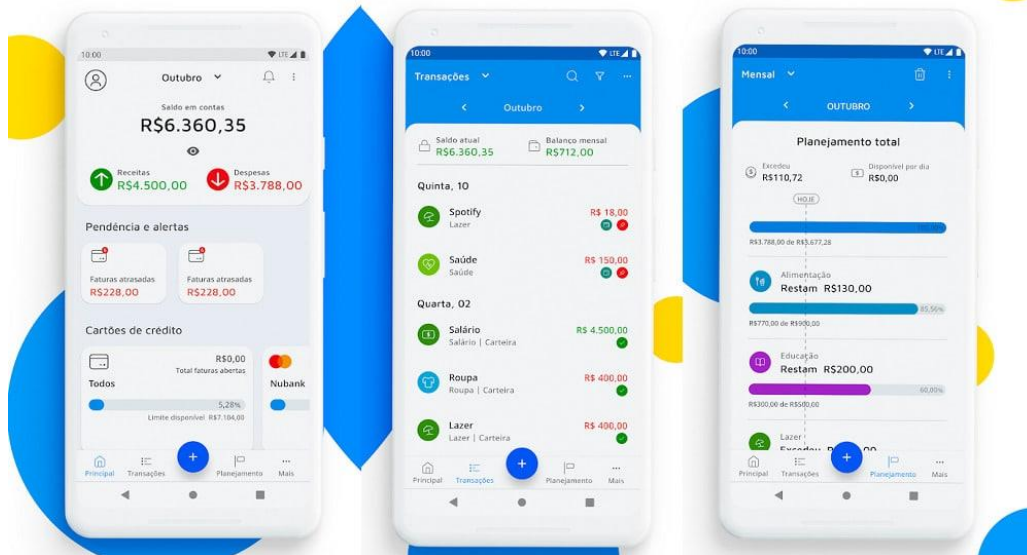 10:00
LTE
Outubro
Saldo em contas
R$6.360,35
Receitas
R$4.500,00
Despesas
R$3.788,00
Pendência e alertas
Faturas atrasadas
R$228,00
Faturas atrasadas
R$228,00
Cartões de crédito
R$0,00
Total faturas abertas
Todos
5,28%
Limite disponível R$7.104,00
Nubank
+
Principal
Transações
Planejamento
Mais
10:00
LTE
Transações
Outubro
Saldo atual
R$6.360,35
Balanço mensal
R$712,00
Quinta, 10
Spotify
R$ 18,00
Lazer
Saúde
R$ 150,00
Saúde
Quarta, 02
Salário
R$ 4.500,00
Salário | Carteira
Roupa
R$ 400,00
Roupa | Carteira
Lazer
R$ 400,00
Lazer | Carteira
+
Principal
Transações
Planejamento
Mais
10:00
LTE
Mensal
OUTUBRO
Planejamento total
Excedeu
R$110,72
Disponível por dia
R$0,00
HOJE
R$3.788,00 de R$3.677,28
Alimentação
Restam R$130,00
85,56%
R$770,00 de R$900,00
Educação
Restam R$200,00
60,00%
R$300,00 de R$500,00
Lazer
Excedeu
+
Principal
Transações
Planejamento
Mais